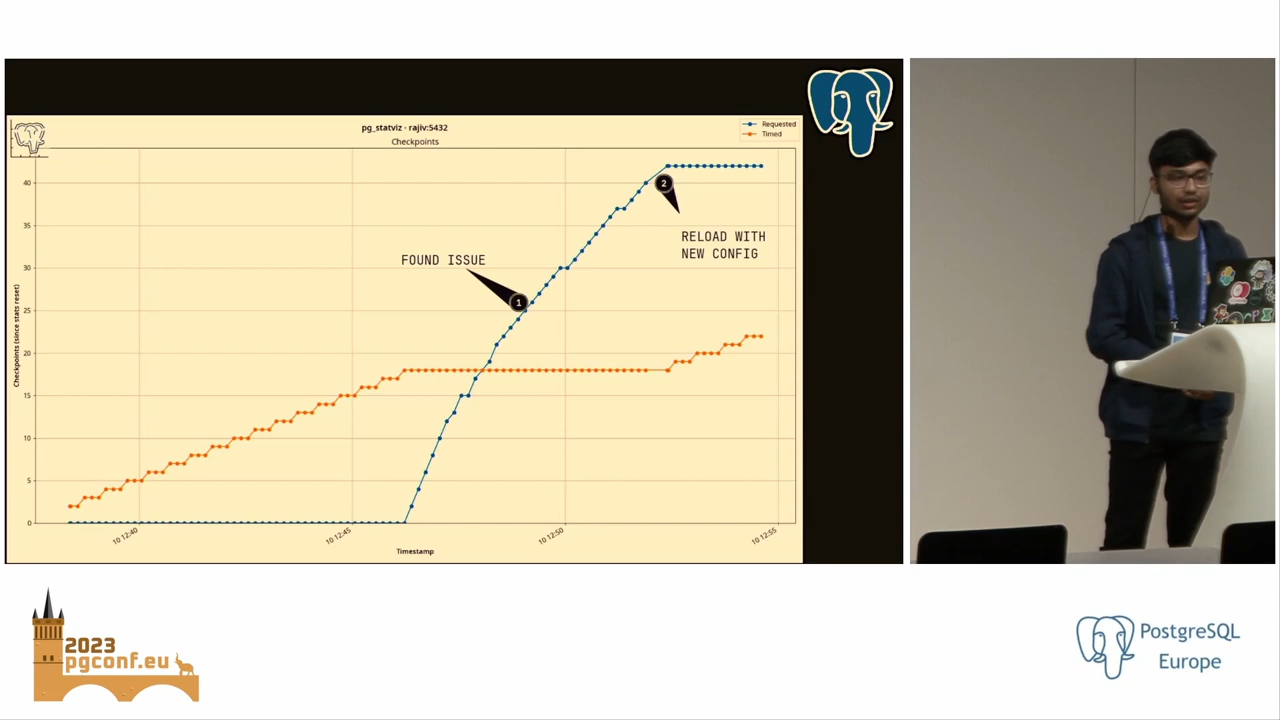 pg_statviz · rajiv:5432
Checkpoints
Requested
Timed
Checkpoints (since stats reset)
40
35
30
25
20
15
10
5
0
FOUND ISSUE
1
2
RELOAD WITH
NEW CONFIG
10 12:40
10 12:45
10 12:50
10 12:55
Timestamp
2023
pgconf.eu
PostgreSQL
Europe